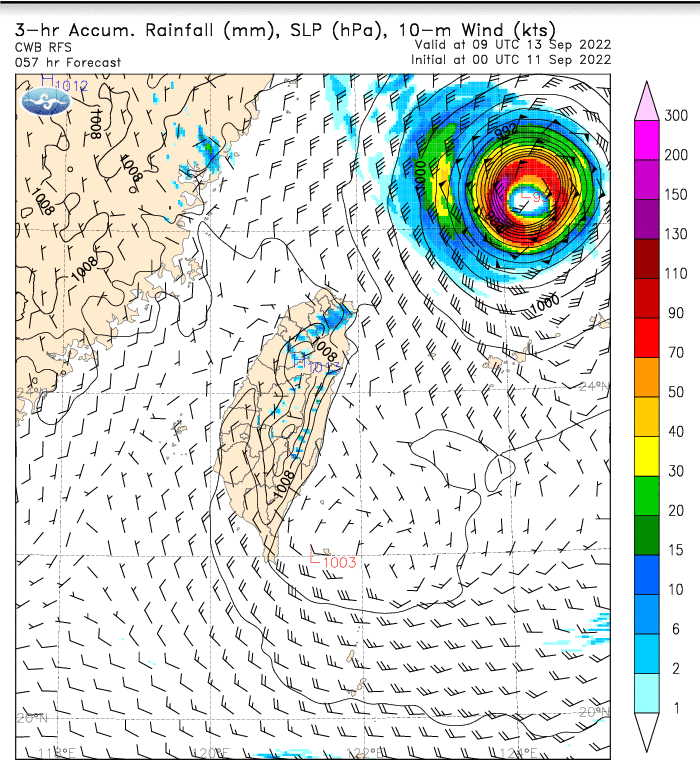 3-hr Accum. Rainfall (mm), SLP (hPa), 10-m Wind (kts)
CWB RFS
Valid at 09 UTC 13 Sep 2022
057 hr Forecast
Initial at 00 UTC 11 Sep 2022
H1012
1008
992
1008
1000
1008
1008
1000
1008
24°N
24°N
1008
L1003
20°N
20°N
118°E
120°E
122°E
124°E
300
200
150
130
110
90
70
50
40
30
20
15
10
6
2
1